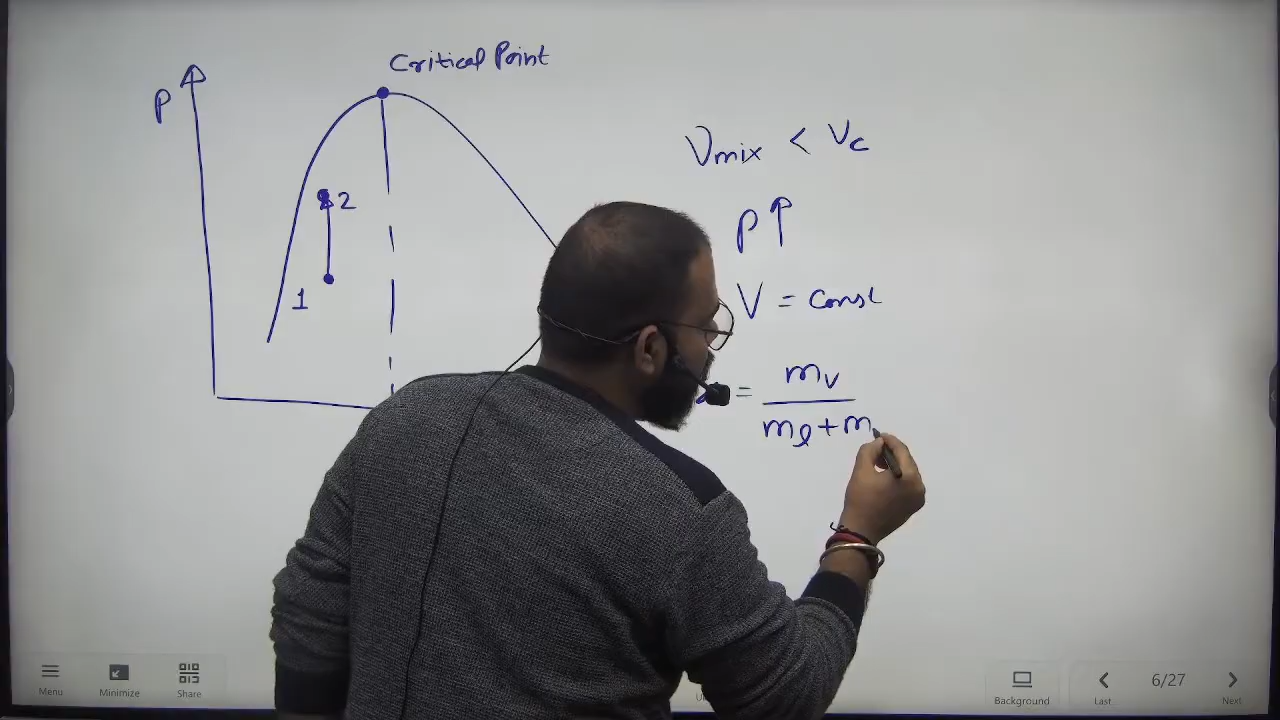 Critical Point
P
2
1
Vmix < Vc
P↑
V = Const
= mv
ml + m
Menu
Minimize
Share
Background
Last
6/27
Next